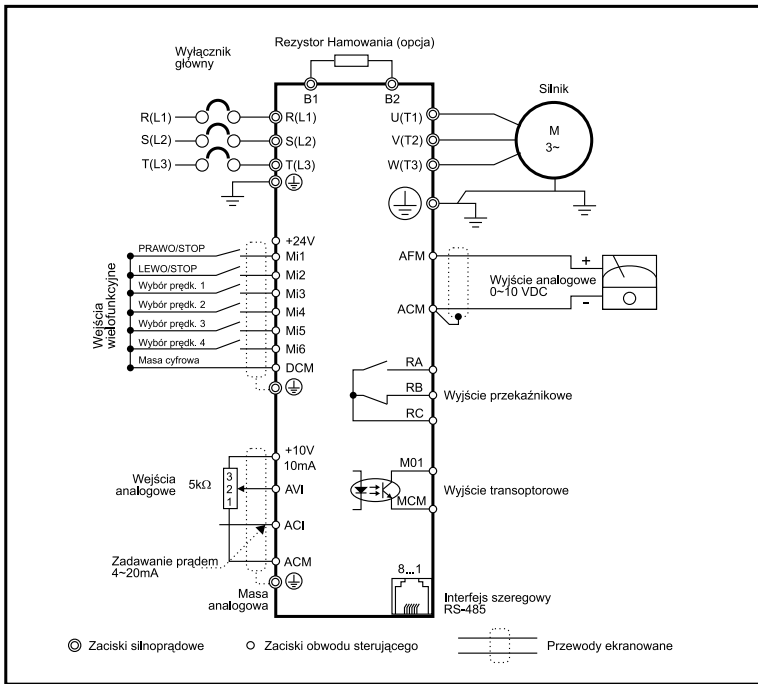 Rezystor Hamowania (opcja)
Wyłącznik
główny
B1
B2
Silnik
R(L1)
R(L1)
U(T1)
S(L2)
S(L2)
V(T2)
M
3~
T(L3)
T(L3)
W(T3)
+24V
PRAWO/STOP
Mi1
AFM
LEWO/STOP
Mi2
Wybór prędk. 1
Mi3
Wybór prędk. 2
Mi4
Wybór prędk. 3
Mi5
Wybór prędk. 4
Mi6
Masa cyfrowa
DCM
Wejścia
wielofunkcyjne
+
Wyjście analogowe
0~10 VDC
-
ACM
RA
RB
Wyjście przekaźnikowe
RC
+10V
10mA
Wejścia
analogowe
5kΩ
3
2
1
AVI
ACI
Zadawanie prądem
4~20mA
ACM
Masa
analogowa
M01
Wyjście transoptorowe
MCM
8...1
Interfejs szeregowy
RS-485
Zaciski silnoprądowe
Zaciski obwodu sterującego
Przewody ekranowane